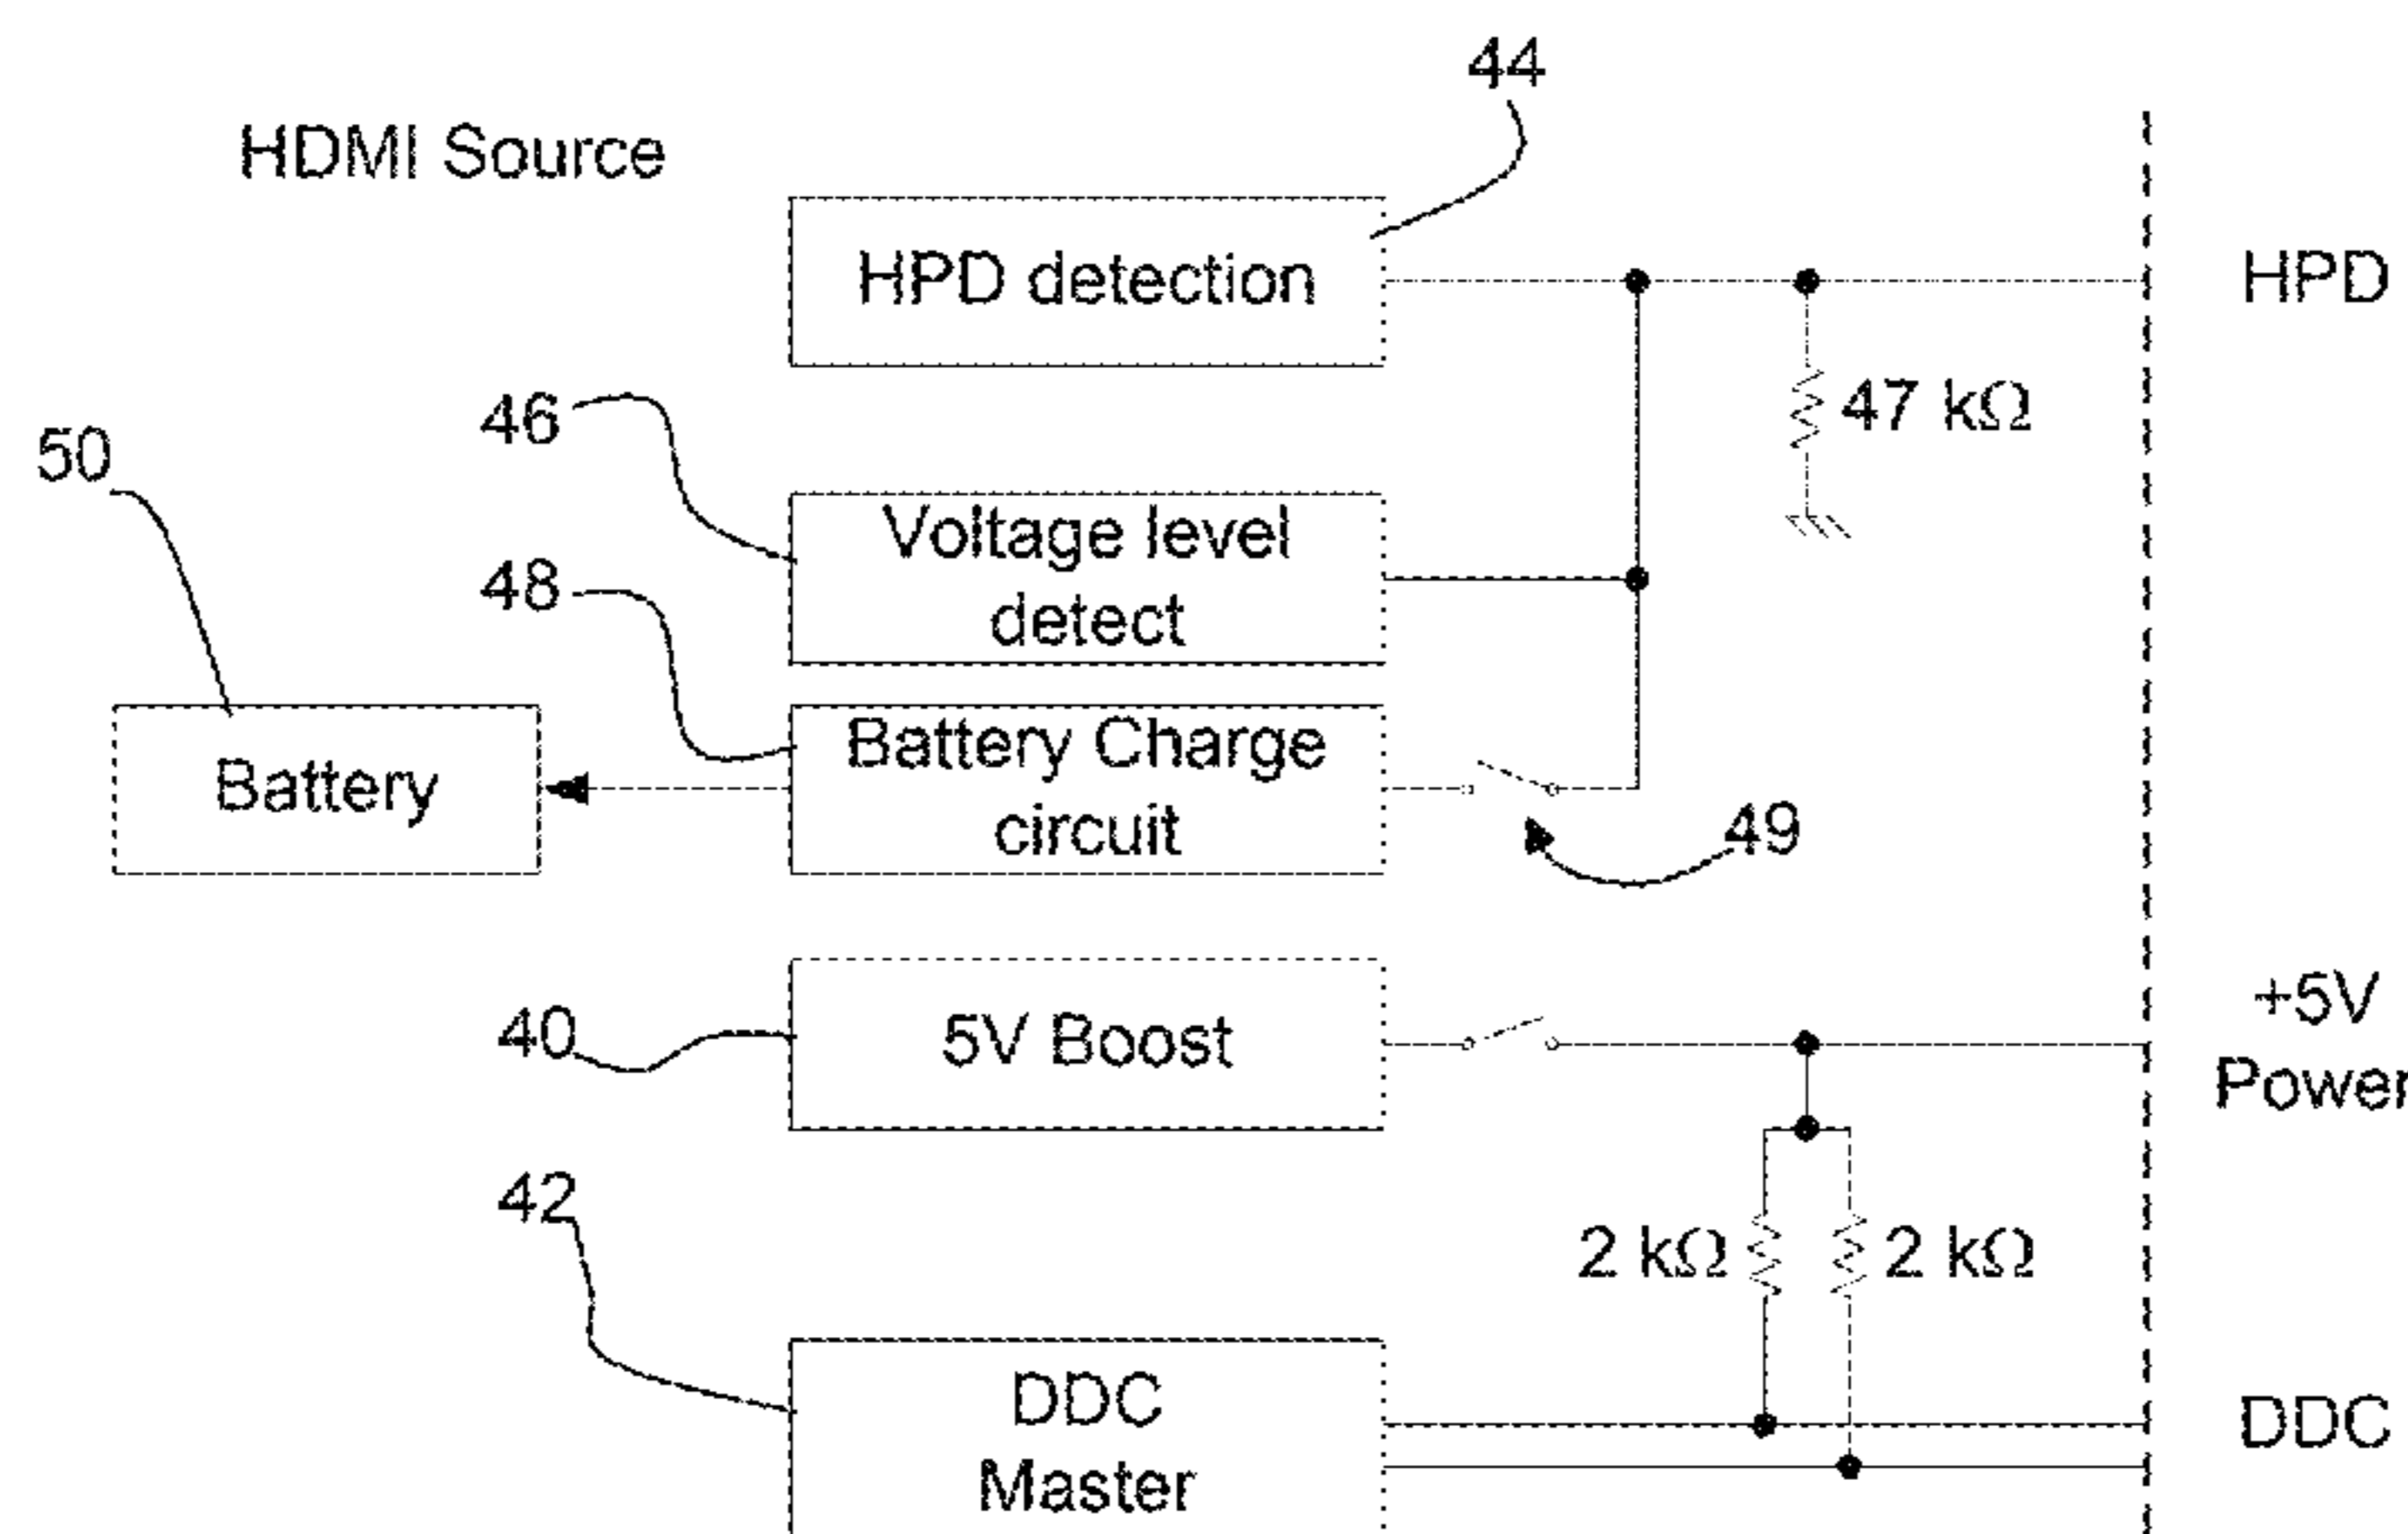 44
HDMI Source
HPD detection
HPD
47 kΩ
46
50
Voltage level
detect
48
Battery Charge
circuit
Battery
49
+5V
Power
40
5V Boost
42
2 kΩ
2 kΩ
DDC
Master
DDC